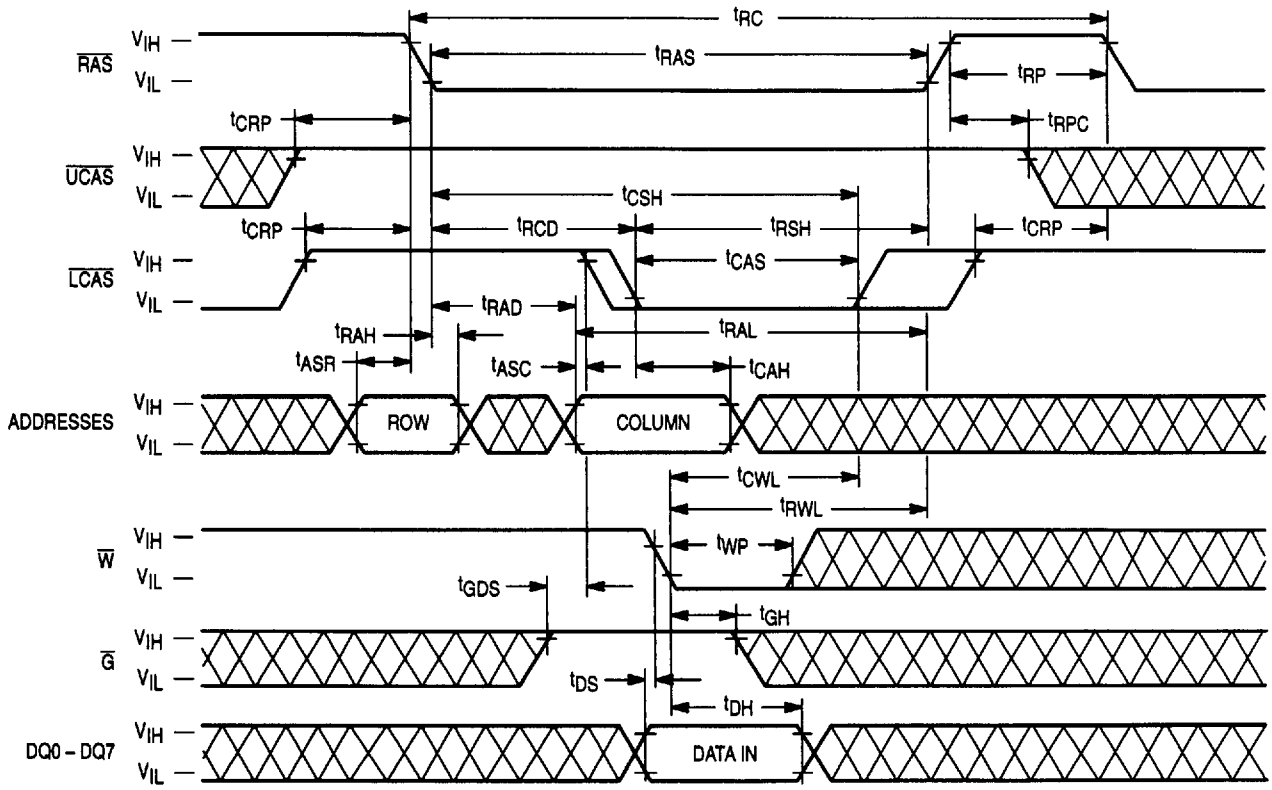 tRC
VIH
RAS
tRAS
VIL
tRP
tCRP
tRPC
VIH
UCAS
VIL
tCSH
tCRP
tRCD
tRSH
tCRP
VIH
LCAS
tCAS
VIL
tRAD
tRAH
tRAL
tASR
tASC
tCAH
VIH
ADDRESSES
ROW
COLUMN
VIL
tCWL
tRWL
VIH
W
tWP
VIL
tGDS
tGH
VIH
G
VIL
tDS
tDH
VIH
DQ0 – DQ7
DATA IN
VIL